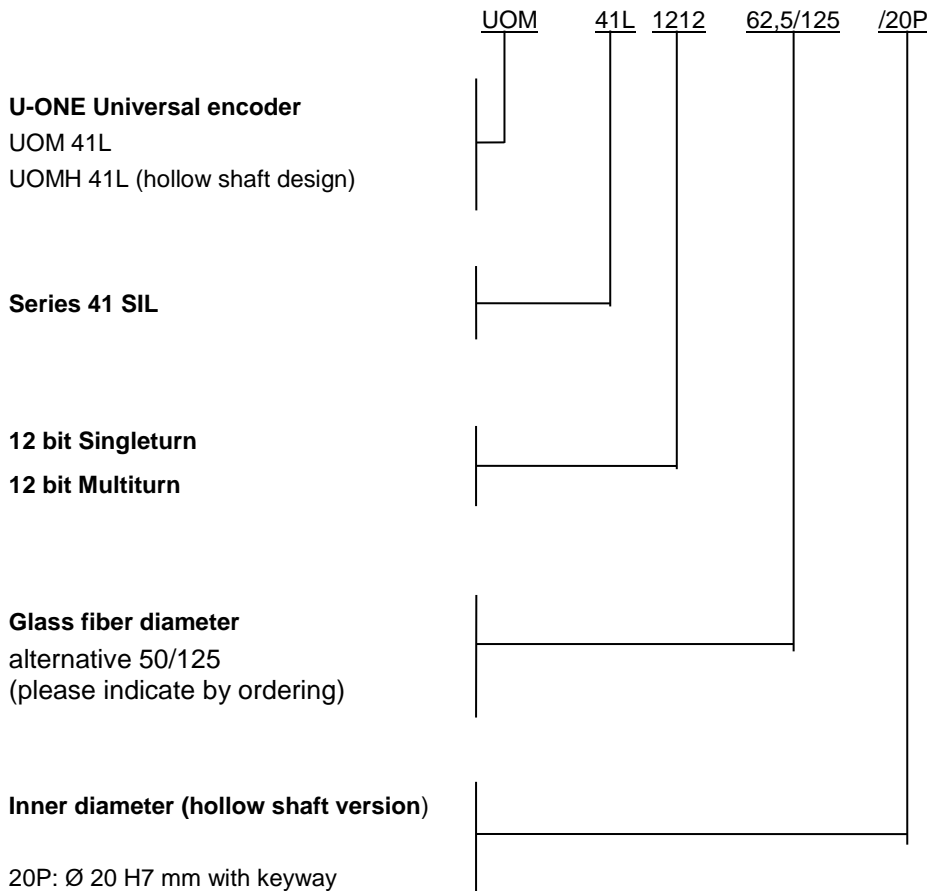 UOM 41L 1212 62,5/125 /20P
U-ONE Universal encoder
UOM 41L
UOMH 41L (hollow shaft design)
Series 41 SIL
12 bit Singleturn
12 bit Multiturn
Glass fiber diameter
alternative 50/125
(please indicate by ordering)
Inner diameter (hollow shaft version)
20P: Ø 20 H7 mm with keyway